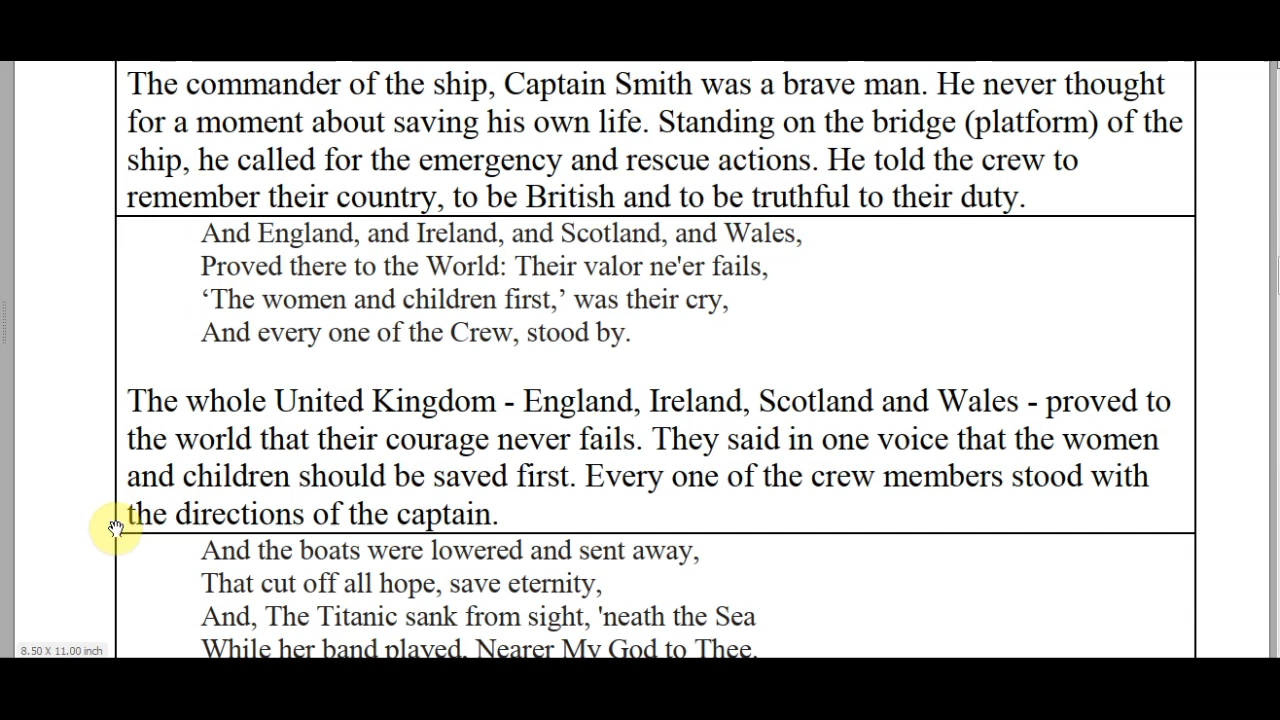 The commander of the ship, Captain Smith was a brave man. He never thought
for a moment about saving his own life. Standing on the bridge (platform) of the
ship, he called for the emergency and rescue actions. He told the crew to
remember their country, to be British and to be truthful to their duty.
And England, and Ireland, and Scotland, and Wales,
Proved there to the World: Their valor ne'er fails,
‘The women and children first,’ was their cry,
And every one of the Crew, stood by.
The whole United Kingdom - England, Ireland, Scotland and Wales - proved to
the world that their courage never fails. They said in one voice that the women
and children should be saved first. Every one of the crew members stood with
the directions of the captain.
And the boats were lowered and sent away,
That cut off all hope, save eternity,
And, The Titanic sank from sight, 'neath the Sea
While her band played, Nearer My God to Thee.
8.50 X 11.00 inch